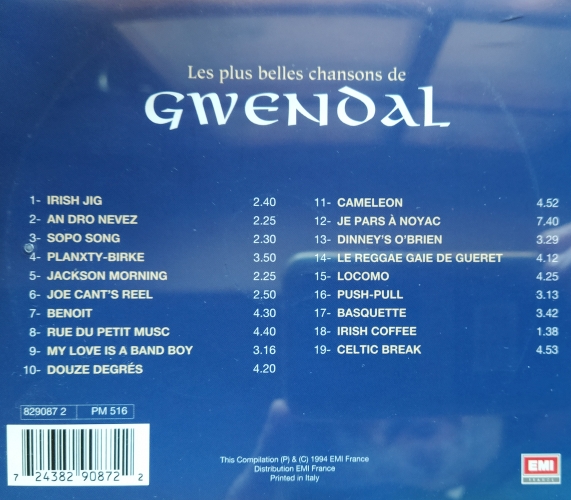 Les plus belles chansons de
GWENDAL
1- IRISH JIG 2.40
2- AN DRO NEVEZ 2.25
3- SOPO SONG 2.30
4- PLANXTY-BIRKE 3.50
5- JACKSON MORNING 2.25
6- JOE CANT'S REEL 2.50
7- BENOIT 4.30
8- RUE DU PETIT MUSC 4.40
9- MY LOVE IS A BAND BOY 3.16
10- DOUZE DEGRÉS 4.20
11- CAMELEON 4.52
12- JE PARS À NOYAC 7.40
13- DINNEY'S O'BRIEN 3.29
14- LE REGGAE GAIE DE GUERET 4.12
15- LOCOMO 4.25
16- PUSH-PULL 3.13
17- BASQUETTE 3.42
18- IRISH COFFEE 1.38
19- CELTIC BREAK 4.53
829087 2 PM 516
7 24382 90872 2
This Compilation (P) & (C) 1994 EMI France
Distribution EMI France
Printed in Italy
EMI
FRANCE